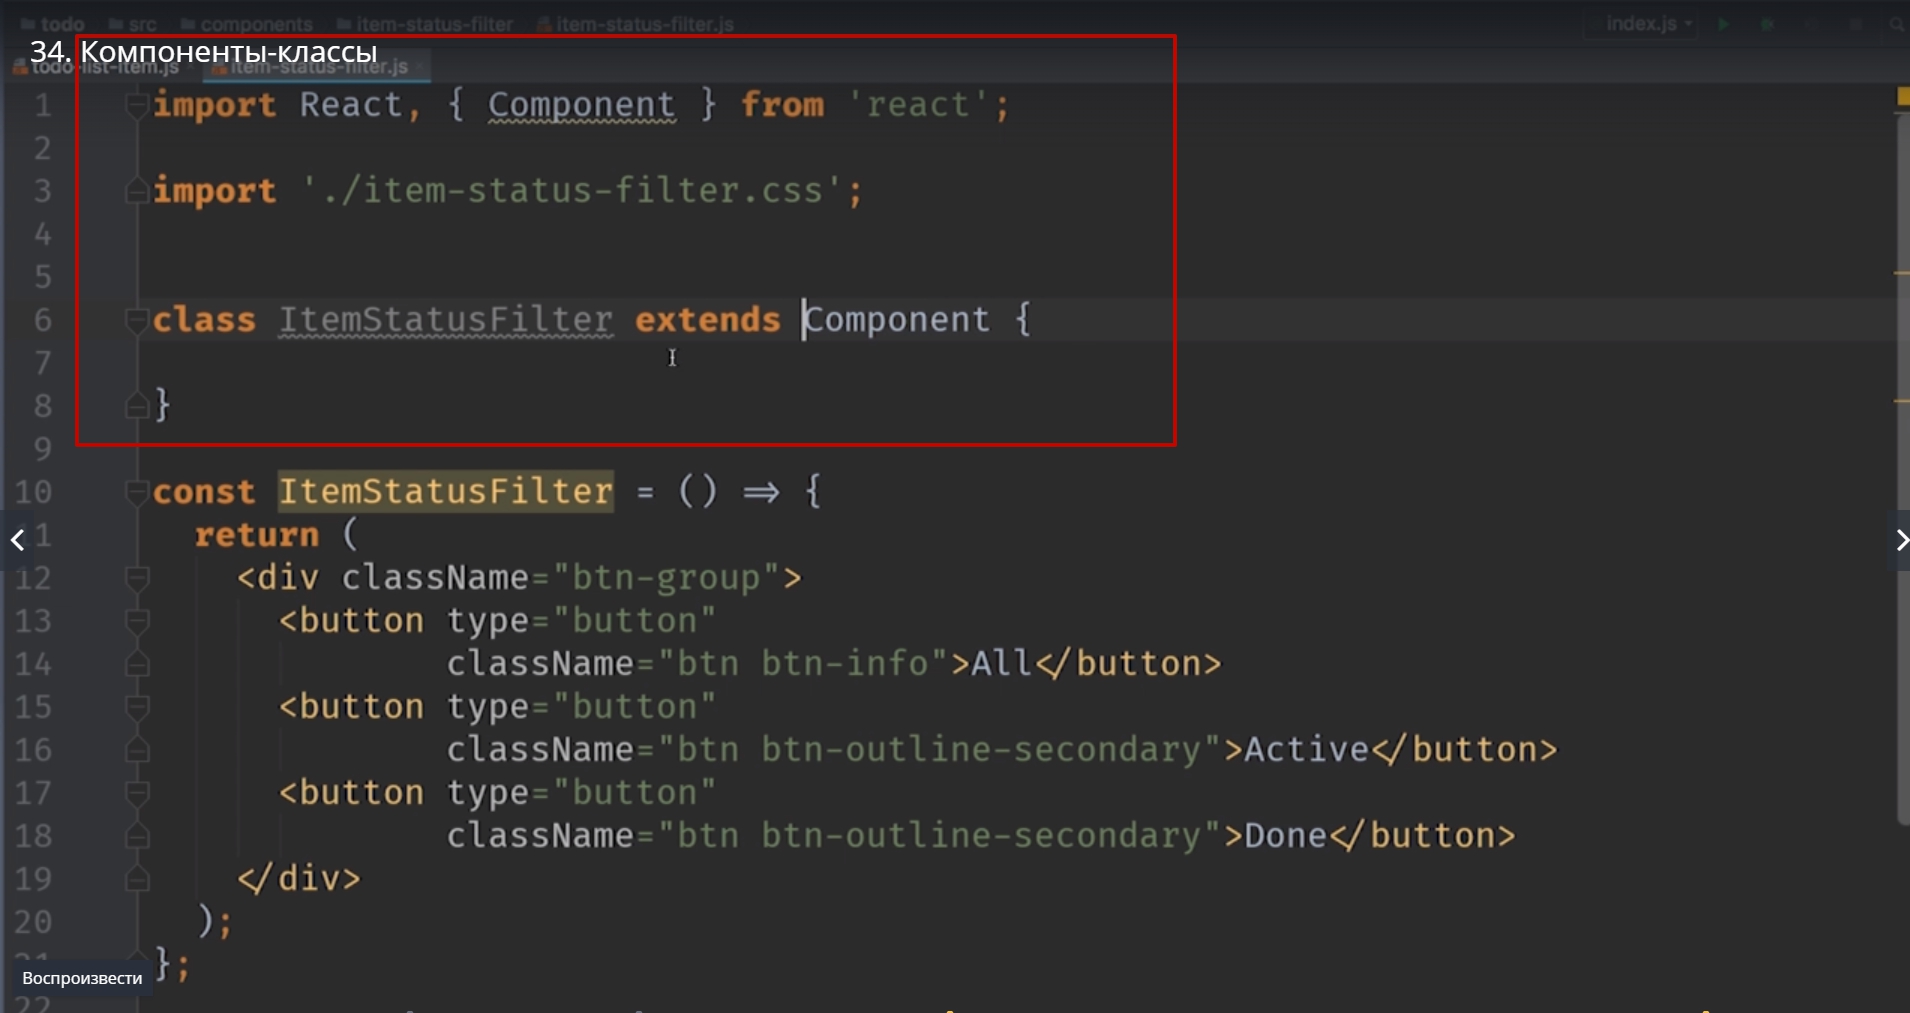 todo src components item-status-filter item-status-filter.js index.js
34. Компоненты-классы
todo-list-item.js item-status-filter.js
1 import React, { Component } from 'react';
2
3 import './item-status-filter.css';
4
5
6 class ItemStatusFilter extends Component {
7
8 }
9
10 const ItemStatusFilter = () => {
11 return (
12 <div className="btn-group">
13 <button type="button"
14 className="btn btn-info">All</button>
15 <button type="button"
16 className="btn btn-outline-secondary">Active</button>
17 <button type="button"
18 className="btn btn-outline-secondary">Done</button>
19 </div>
20 );
21 };
Воспроизвести
22